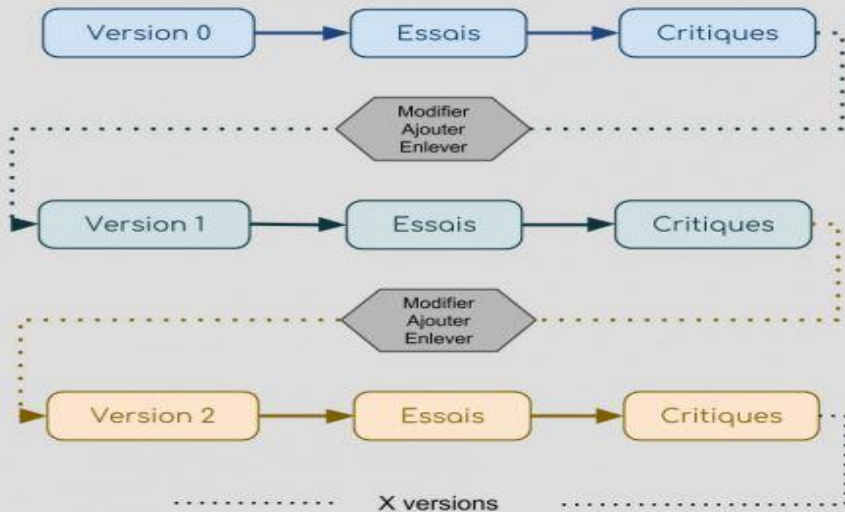 Version 0
Essais
Critiques
Modifier
Ajouter
Enlever
Version 1
Essais
Critiques
Modifier
Ajouter
Enlever
Version 2
Essais
Critiques
X versions